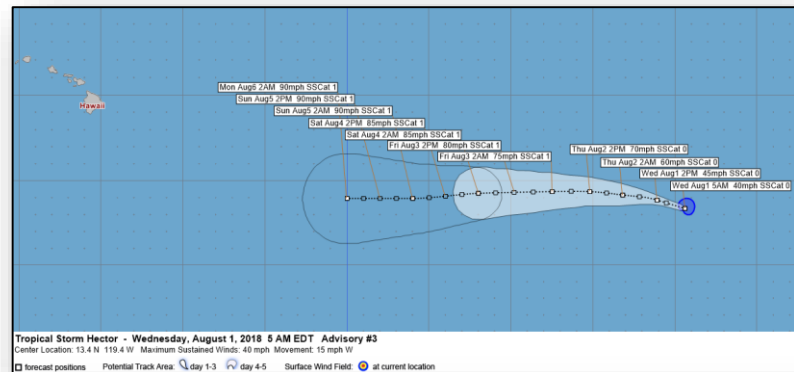 Hawaii
Mon Aug6 2AM 90mph SSCat 1
Sun Aug5 2PM 90mph SSCat 1
Sun Aug5 2AM 90mph SSCat 1
Sat Aug4 2PM 85mph SSCat 1
Sat Aug4 2AM 85mph SSCat 1
Fri Aug3 2PM 80mph SSCat 1
Fri Aug3 2AM 75mph SSCat 1
Thu Aug2 2PM 70mph SSCat 0
Thu Aug2 2AM 60mph SSCat 0
Wed Aug1 2PM 45mph SSCat 0
Wed Aug1 5AM 40mph SSCat 0
Tropical Storm Hector - Wednesday, August 1, 2018 5 AM EDT Advisory #3
Center Location: 13.4 N 119.4 W Maximum Sustained Winds: 40 mph Movement: 15 mph W
forecast positions Potential Track Area: day 1-3 day 4-5 Surface Wind Field: at current location